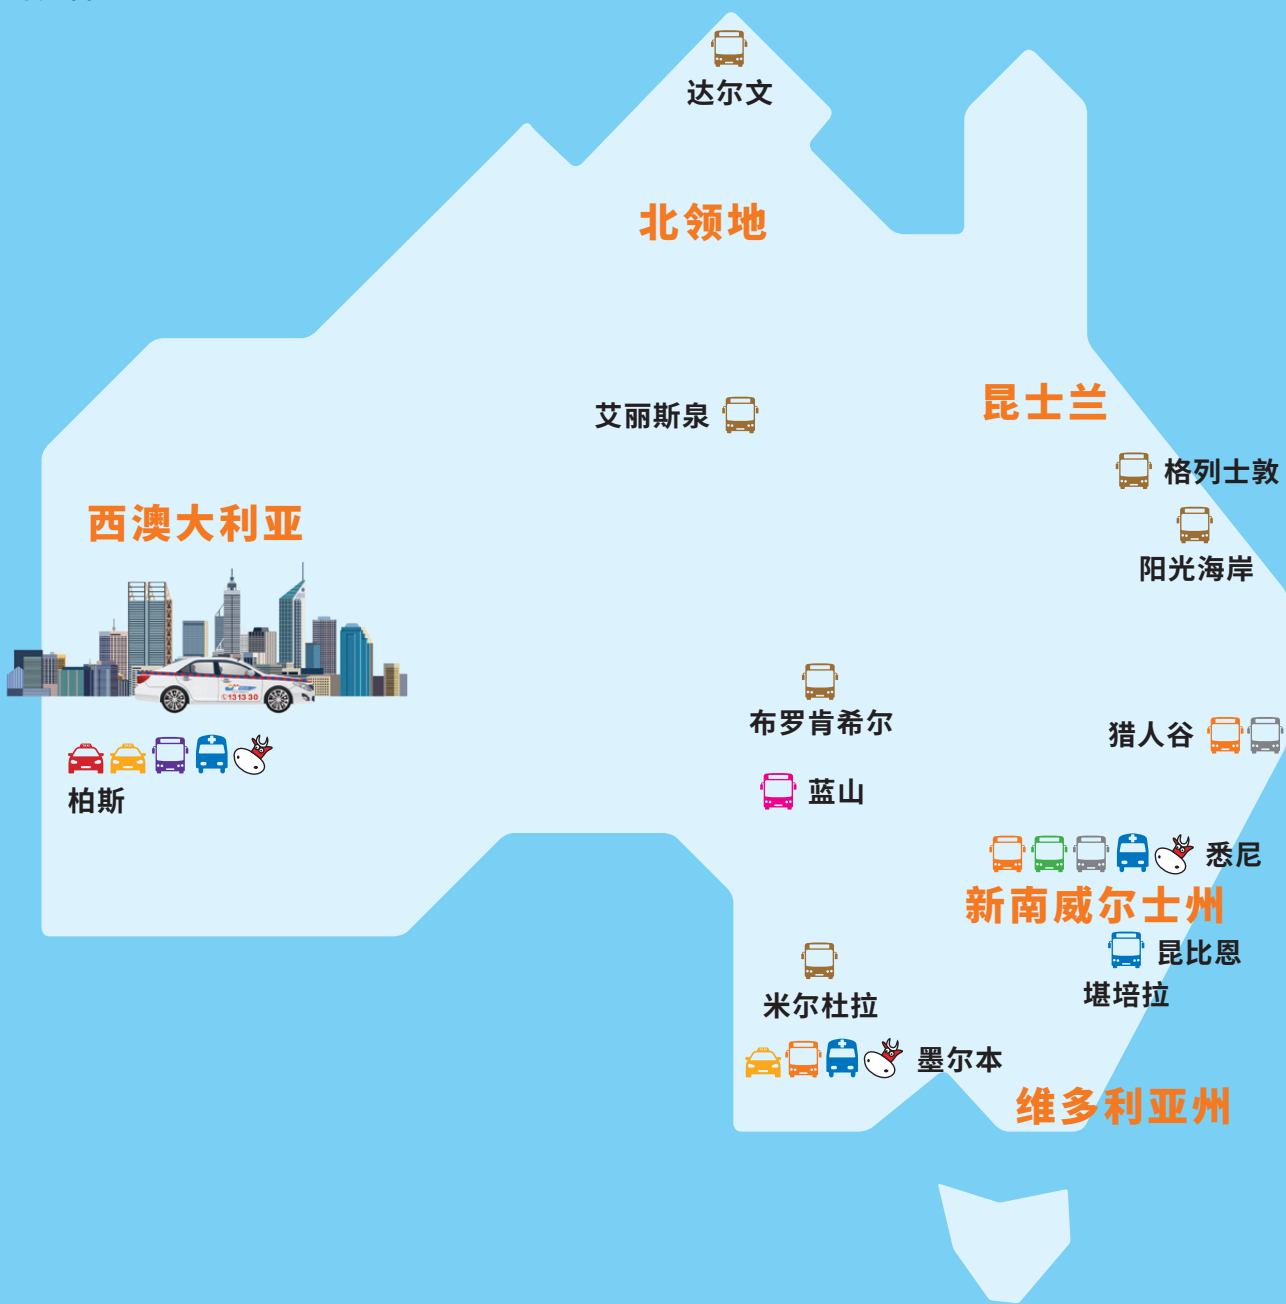 达尔文
北领地
昆士兰
艾丽斯泉
格列士敦
西澳大利亚
阳光海岸
131330
布罗肯希尔
猎人谷
蓝山
柏斯
悉尼
新南威尔士州
昆比恩
堪培拉
米尔杜拉
墨尔本
维多利亚州